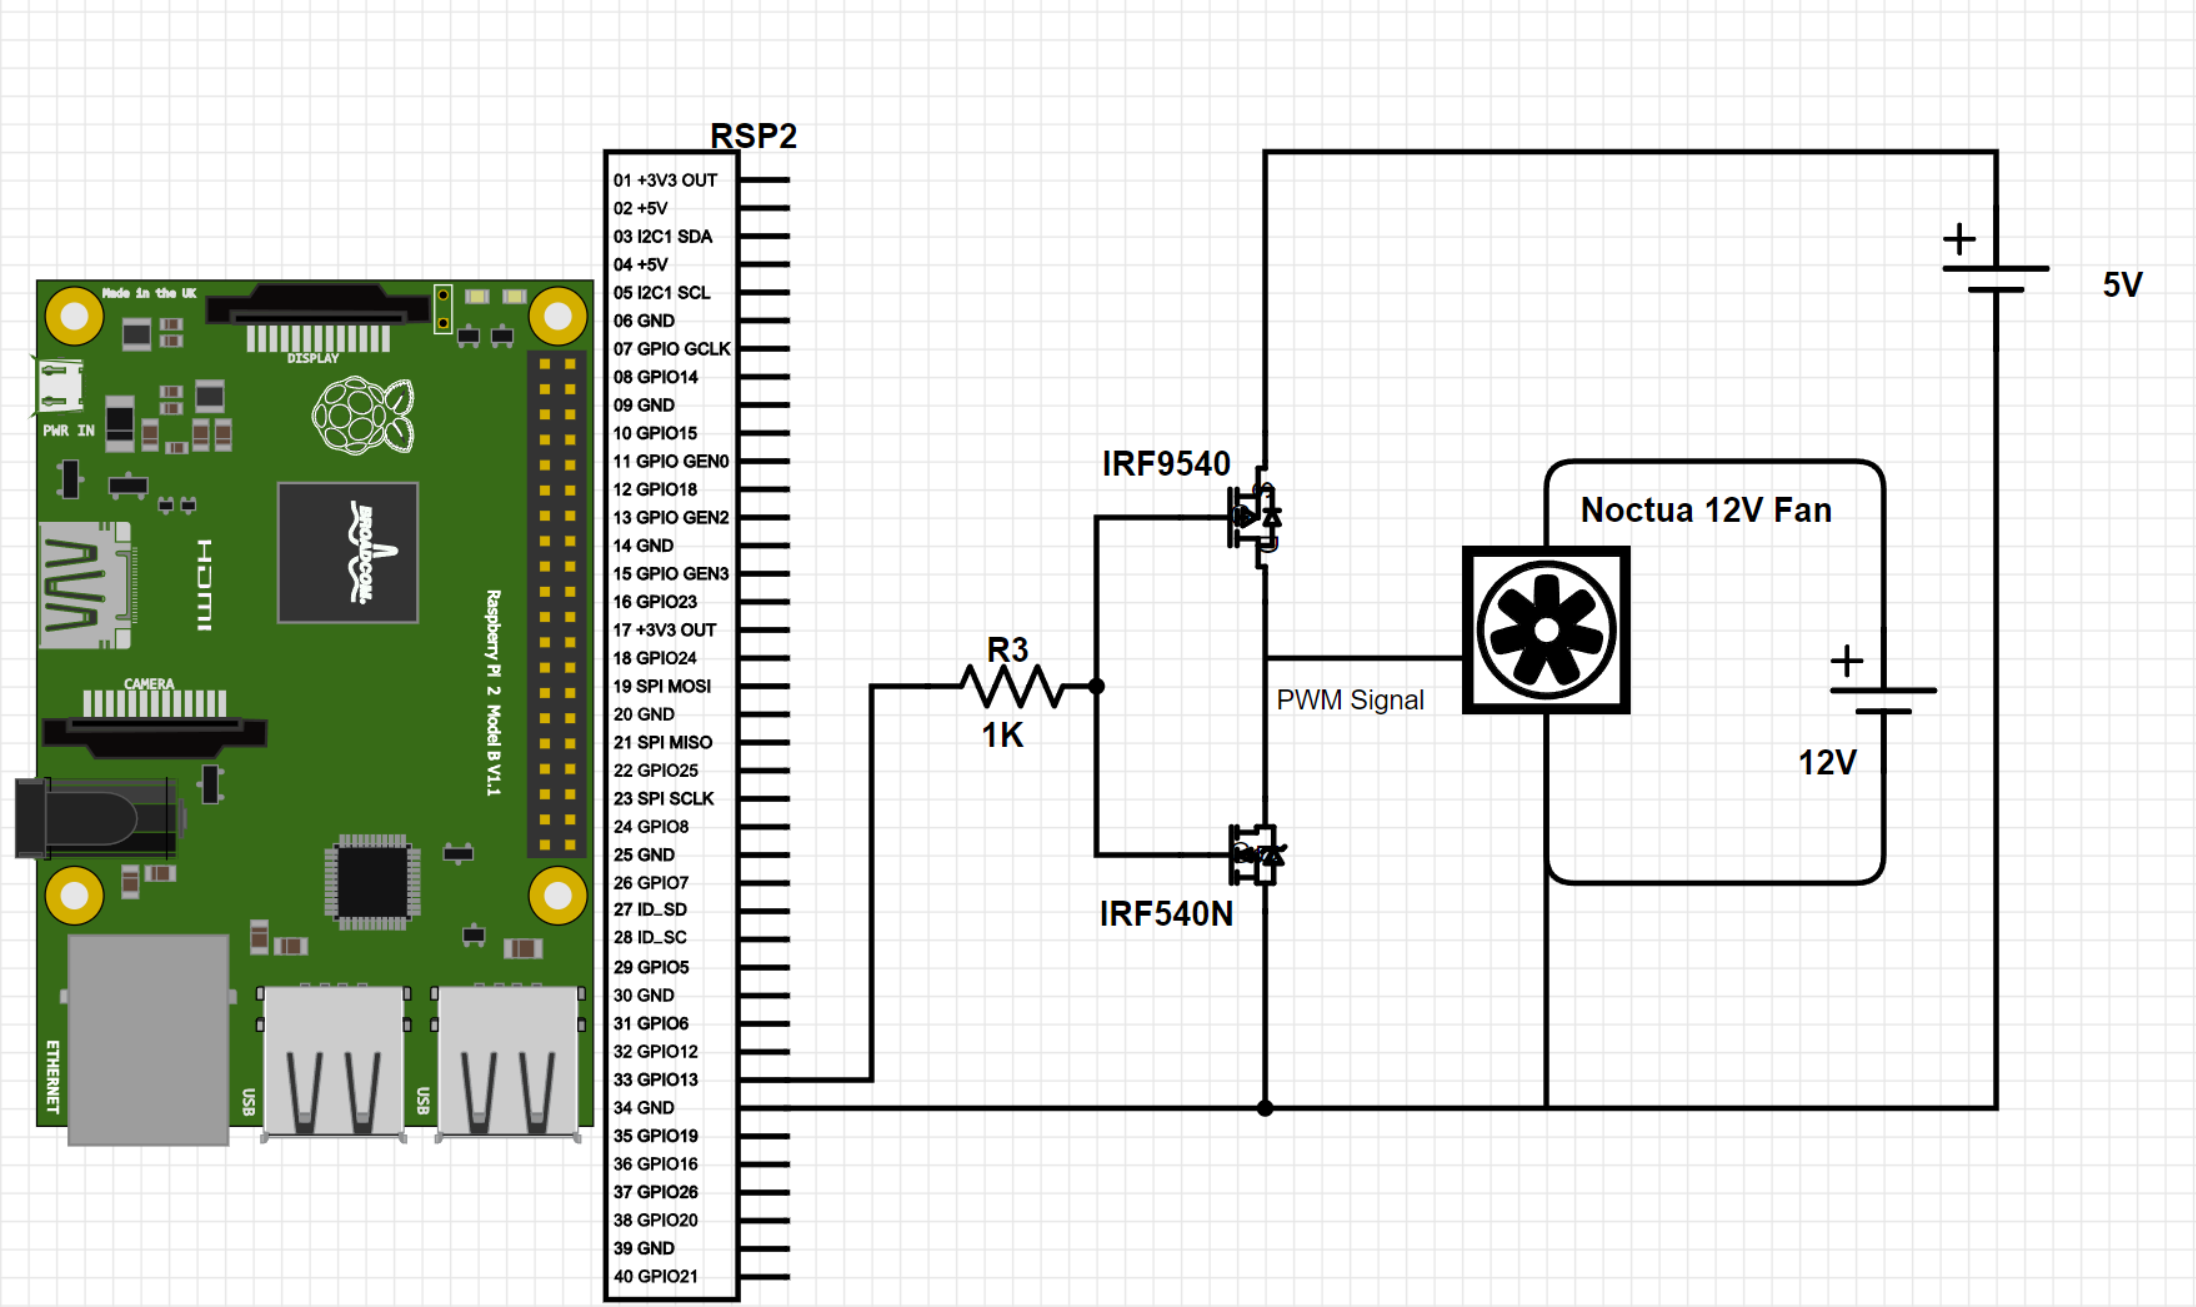 RSP2
01 +3V3 OUT
02 +5V
03 I2C1 SDA
04 +5V
05 I2C1 SCL
06 GND
07 GPIO GCLK
08 GPIO14
09 GND
10 GPIO15
11 GPIO GEN0
12 GPIO18
13 GPIO GEN2
14 GND
15 GPIO GEN3
16 GPIO23
17 +3V3 OUT
18 GPIO24
19 SPI MOSI
20 GND
21 SPI MISO
22 GPIO25
23 SPI SCLK
24 GPIO8
25 GND
26 GPIO7
27 ID_SD
28 ID_SC
29 GPIO5
30 GND
31 GPIO6
32 GPIO12
33 GPIO13
34 GND
35 GPIO19
36 GPIO16
37 GPIO26
38 GPIO20
39 GND
40 GPIO21
Made in the UK
DISPLAY
PWR IN
BROADCOM.
HDMI
Raspberry Pi 2 Model B V1.1
CAMERA
ETHERNET
USB
USB
R3
1K
IRF9540
IRF540N
PWM Signal
Noctua 12V Fan
+
5V
+
12V